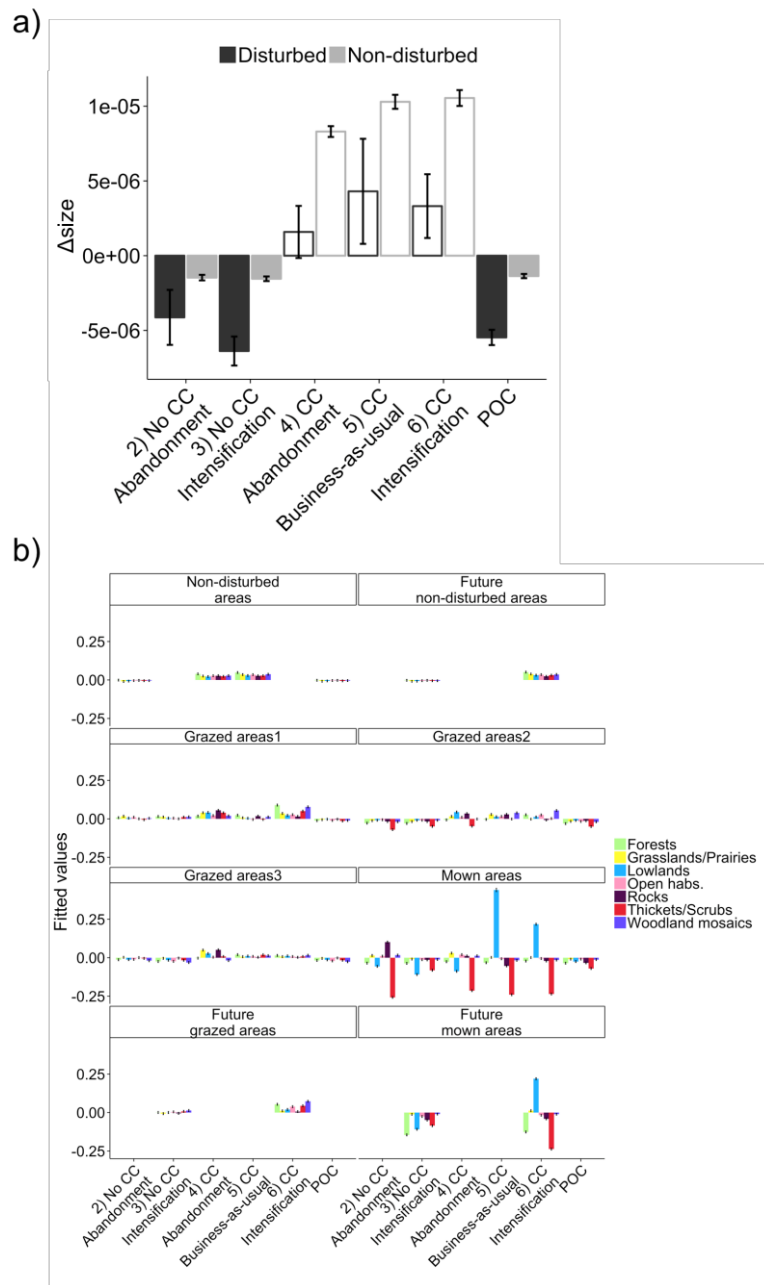 a)
Disturbed Non-disturbed
1e-05
5e-06
0e+00
-5e-06
Δsize
2) No CC
Abandonment
3) No CC
Intensification
4) CC
Abandonment
5) CC
Business-as-usual
6) CC
Intensification
POC
b)
Non-disturbed
areas
Future
non-disturbed areas
0.25
0.00
-0.25
Grazed areas1
Grazed areas2
0.25
0.00
-0.25
Grazed areas3
Mown areas
0.25
0.00
-0.25
Future
grazed areas
Future
mown areas
0.25
0.00
-0.25
Fitted values
Forests
Grasslands/Prairies
Lowlands
Open habs.
Rocks
Thickets/Scrubs
Woodland mosaics
2) No CC
Abandonment
3) No CC
Intensification
4) CC
Abandonment
5) CC
Business-as-usual
6) CC
Intensification
POC
2) No CC
Abandonment
3) No CC
Intensification
4) CC
Abandonment
5) CC
Business-as-usual
6) CC
Intensification
POC